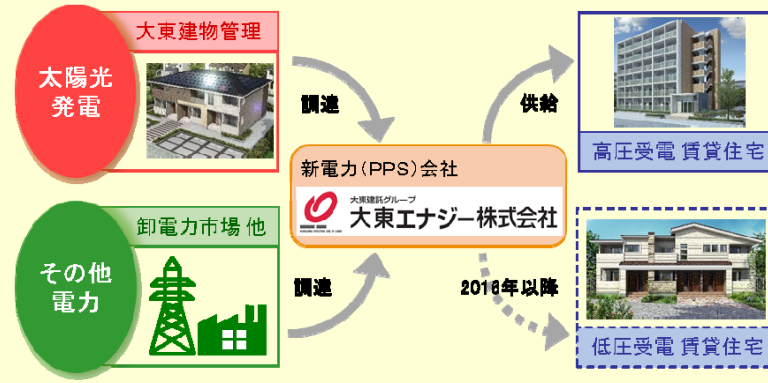 太陽光
発電
大東建物管理
調達
供給
高圧受電 賃貸住宅
新電力(PPS)会社
大東建託グループ
大東エナジー株式会社
その他
電力
卸電力市場 他
調達
2016年以降
低圧受電 賃貸住宅